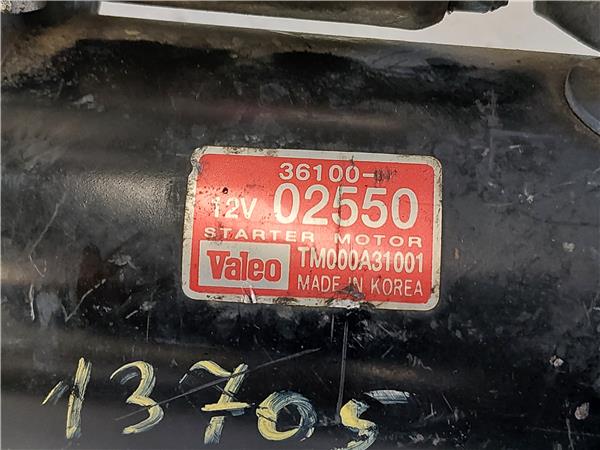 36100-
12V 02550
STARTER MOTOR
Valeo TM000A31001
MADE IN KOREA
13705